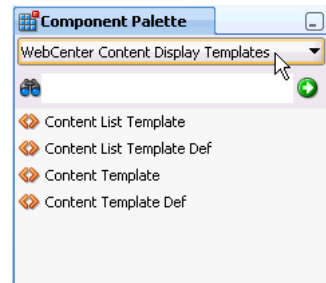 Component Palette
WebCenter Content Display Templates
Content List Template
Content List Template Def
Content Template
Content Template Def